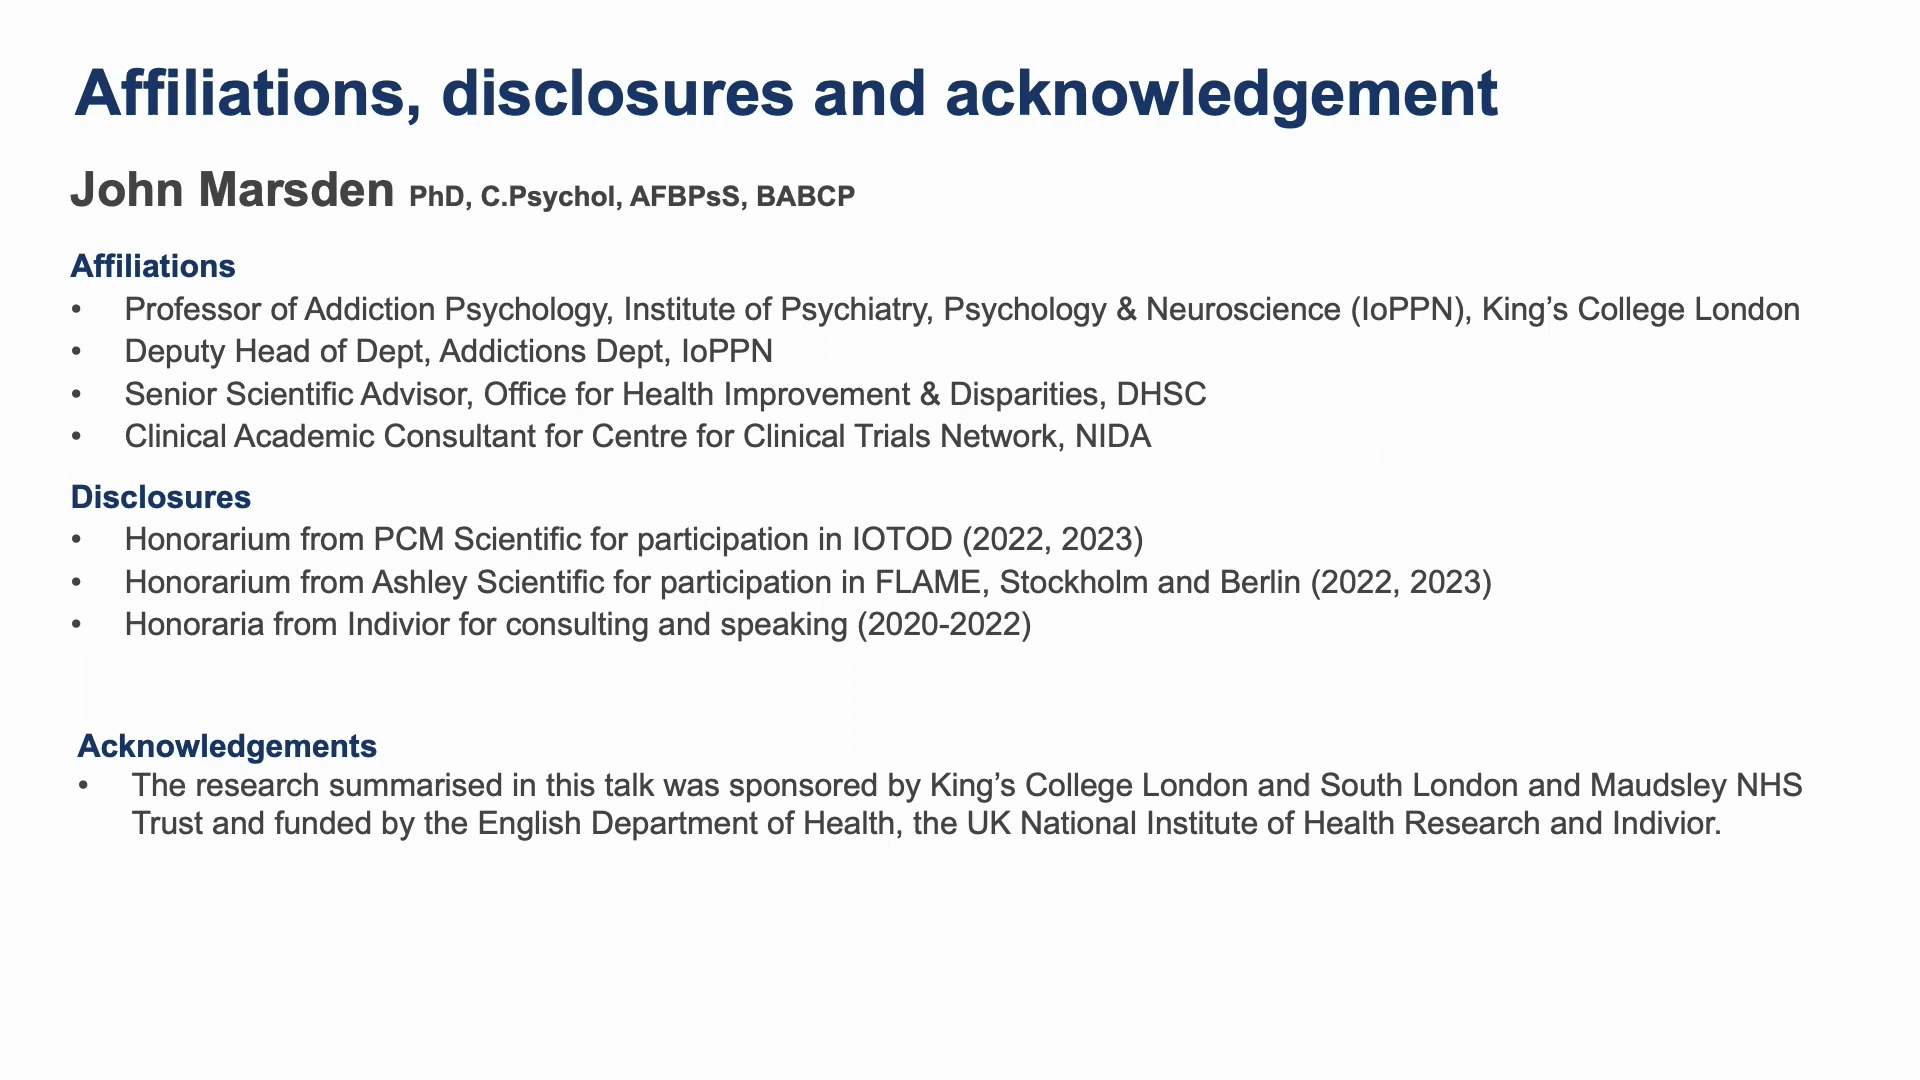 Affiliations, disclosures and acknowledgement
John Marsden PhD, C.Psychol, AFBPsS, BABCP
Affiliations
• Professor of Addiction Psychology, Institute of Psychiatry, Psychology & Neuroscience (IoPPN), King’s College London
• Deputy Head of Dept, Addictions Dept, IoPPN
• Senior Scientific Advisor, Office for Health Improvement & Disparities, DHSC
• Clinical Academic Consultant for Centre for Clinical Trials Network, NIDA
Disclosures
• Honorarium from PCM Scientific for participation in IOTOD (2022, 2023)
• Honorarium from Ashley Scientific for participation in FLAME, Stockholm and Berlin (2022, 2023)
• Honoraria from Indivior for consulting and speaking (2020-2022)
Acknowledgements
• The research summarised in this talk was sponsored by King’s College London and South London and Maudsley NHS
Trust and funded by the English Department of Health, the UK National Institute of Health Research and Indivior.